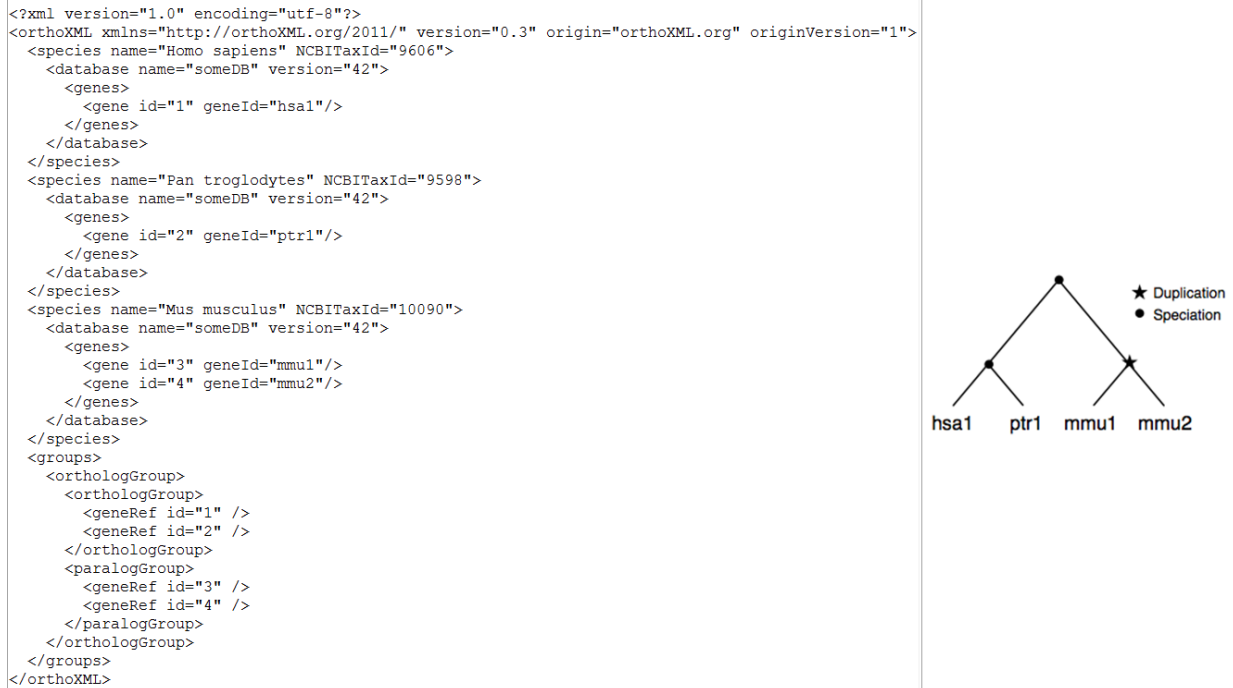 <?xml version="1.0" encoding="utf-8"?>
<orthoXML xmlns="http://orthoXML.org/2011/" version="0.3" origin="orthoXML.org" originVersion="1">
  <species name="Homo sapiens" NCBITaxId="9606">
    <database name="someDB" version="42">
      <genes>
        <gene id="1" geneId="hsa1"/>
      </genes>
    </database>
  </species>
  <species name="Pan troglodytes" NCBITaxId="9598">
    <database name="someDB" version="42">
      <genes>
        <gene id="2" geneId="ptr1"/>
      </genes>
    </database>
  </species>
  <species name="Mus musculus" NCBITaxId="10090">
    <database name="someDB" version="42">
      <genes>
        <gene id="3" geneId="mmu1"/>
        <gene id="4" geneId="mmu2"/>
      </genes>
    </database>
  </species>
  <groups>
    <orthologGroup>
      <orthologGroup>
        <geneRef id="1" />
        <geneRef id="2" />
      </orthologGroup>
      <paralogGroup>
        <geneRef id="3" />
        <geneRef id="4" />
      </paralogGroup>
    </orthologGroup>
  </groups>
</orthoXML>
Duplication
Speciation
hsa1 ptr1 mmu1 mmu2